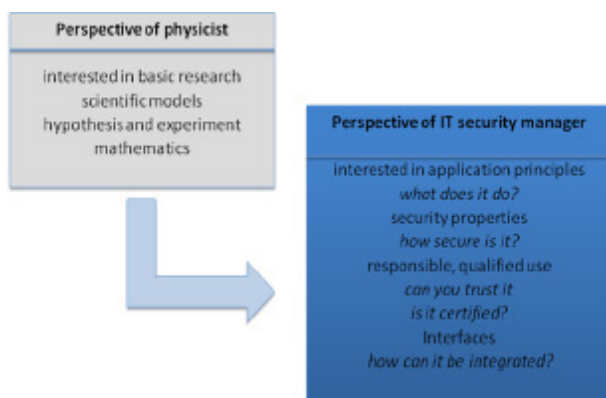 Perspective of physicist
interested in basic research
scientific models
hypothesis and experiment
mathematics
Perspective of IT security manager
interested in application principles
what does it do?
security properties
how secure is it?
responsible, qualified use
can you trust it
is it certified?
Interfaces
how can it be integrated?